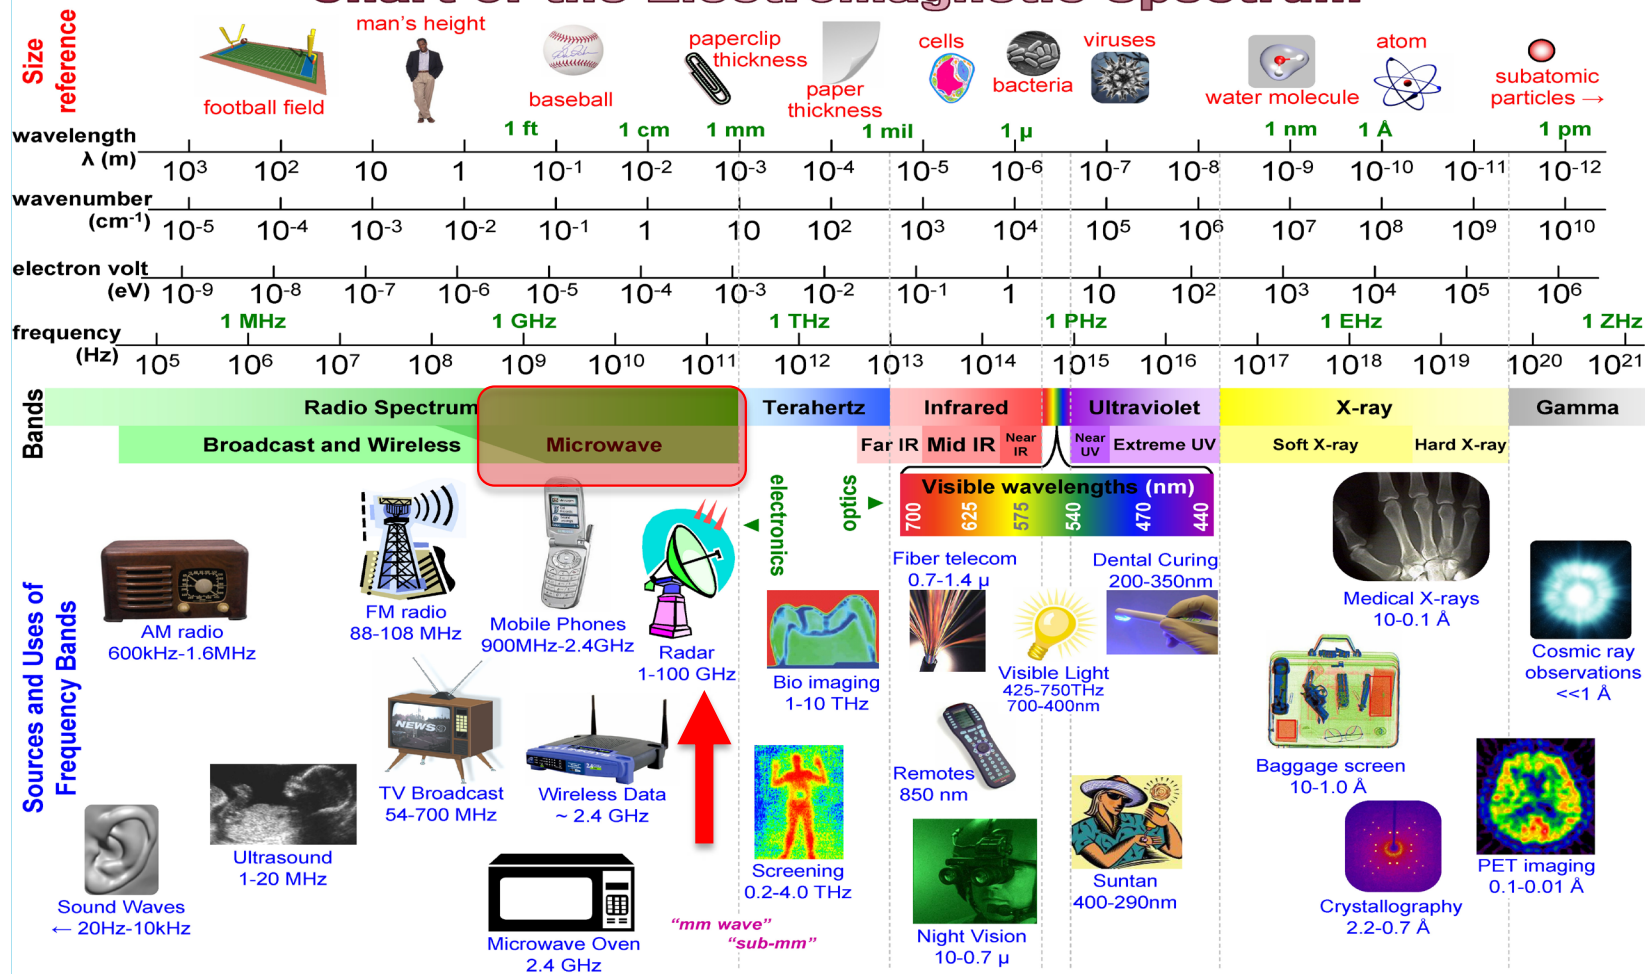 Chart of the Electromagnetic Spectrum
Size reference
football field
man's height
baseball
paperclip thickness
paper thickness
cells
bacteria
viruses
water molecule
atom
subatomic particles →
wavelength λ (m)
1 ft 1 cm 1 mm 1 mil 1 µ 1 nm 1 Å 1 pm
10³ 10² 10 1 10⁻¹ 10⁻² 10⁻³ 10⁻⁴ 10⁻⁵ 10⁻⁶ 10⁻⁷ 10⁻⁸ 10⁻⁹ 10⁻¹⁰ 10⁻¹¹ 10⁻¹²
wavenumber (cm⁻¹)
10⁻⁵ 10⁻⁴ 10⁻³ 10⁻² 10⁻¹ 1 10 10² 10³ 10⁴ 10⁵ 10⁶ 10⁷ 10⁸ 10⁹ 10¹⁰
electron volt (eV)
10⁻⁹ 10⁻⁸ 10⁻⁷ 10⁻⁶ 10⁻⁵ 10⁻⁴ 10⁻³ 10⁻² 10⁻¹ 1 10 10² 10³ 10⁴ 10⁵ 10⁶
frequency (Hz)
1 MHz 1 GHz 1 THz 1 PHz 1 EHz 1 ZHz
10⁵ 10⁶ 10⁷ 10⁸ 10⁹ 10¹⁰ 10¹¹ 10¹² 10¹³ 10¹⁴ 10¹⁵ 10¹⁶ 10¹⁷ 10¹⁸ 10¹⁹ 10²⁰ 10²¹
Bands
Radio Spectrum Terahertz Infrared Ultraviolet X-ray Gamma
Broadcast and Wireless Microwave Far IR Mid IR Near IR Near UV Extreme UV Soft X-ray Hard X-ray
Visible wavelengths (nm)
700 625 575 540 470 440
electronics
optics
Sources and Uses of Frequency Bands
AM radio
600kHz-1.6MHz
FM radio
88-108 MHz
Mobile Phones
900MHz-2.4GHz
Radar
1-100 GHz
Bio imaging
1-10 THz
Fiber telecom
0.7-1.4 µ
Visible Light
425-750THz
700-400nm
Dental Curing
200-350nm
Medical X-rays
10-0.1 Å
Cosmic ray
observations
<<1 Å
Sound Waves
← 20Hz-10kHz
Ultrasound
1-20 MHz
NEWS
TV Broadcast
54-700 MHz
Wireless Data
~ 2.4 GHz
Microwave Oven
2.4 GHz
"mm wave"
"sub-mm"
Screening
0.2-4.0 THz
Remotes
850 nm
Night Vision
10-0.7 µ
Suntan
400-290nm
Baggage screen
10-1.0 Å
Crystallography
2.2-0.7 Å
PET imaging
0.1-0.01 Å